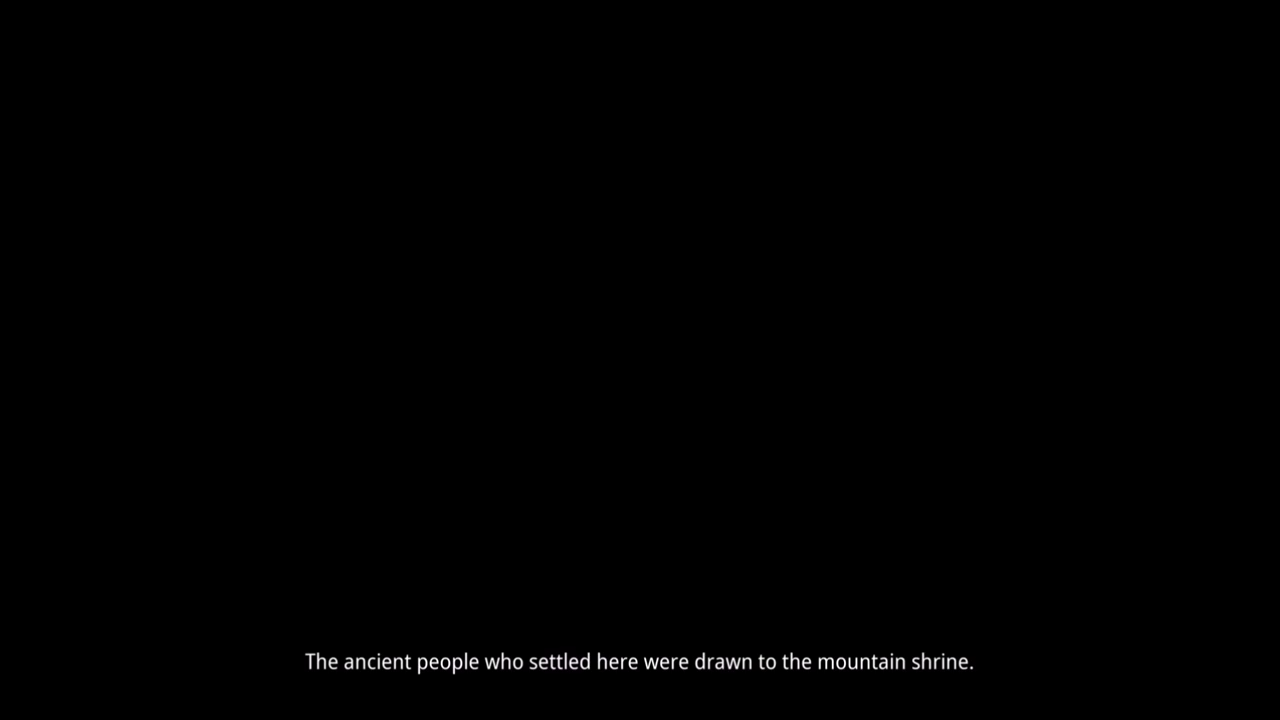 The ancient people who settled here were drawn to the mountain shrine.